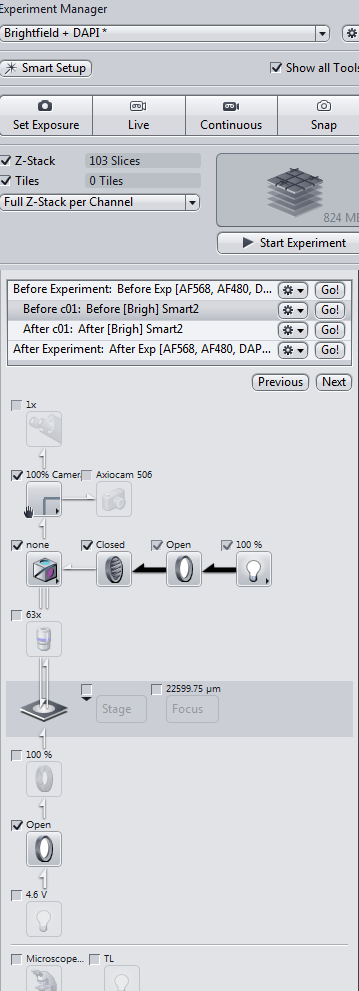 Experiment Manager
Brightfield + DAPI *
Smart Setup
Show all Tools
Set Exposure Live Continuous Snap
Z-Stack 103 Slices
Tiles 0 Tiles
Full Z-Stack per Channel
824 MB
Start Experiment
Before Experiment: Before Exp [AF568, AF480, D... Go!
Before c01: Before [Brigh] Smart2 Go!
After c01: After [Brigh] Smart2 Go!
After Experiment: After Exp [AF568, AF480, DAP... Go!
Previous Next
1x
100% Camer Axiocam 506
none Closed Open 100 %
63x
22599.75 µm
Stage Focus
100 %
Open
4.6 V
Microscope... TL